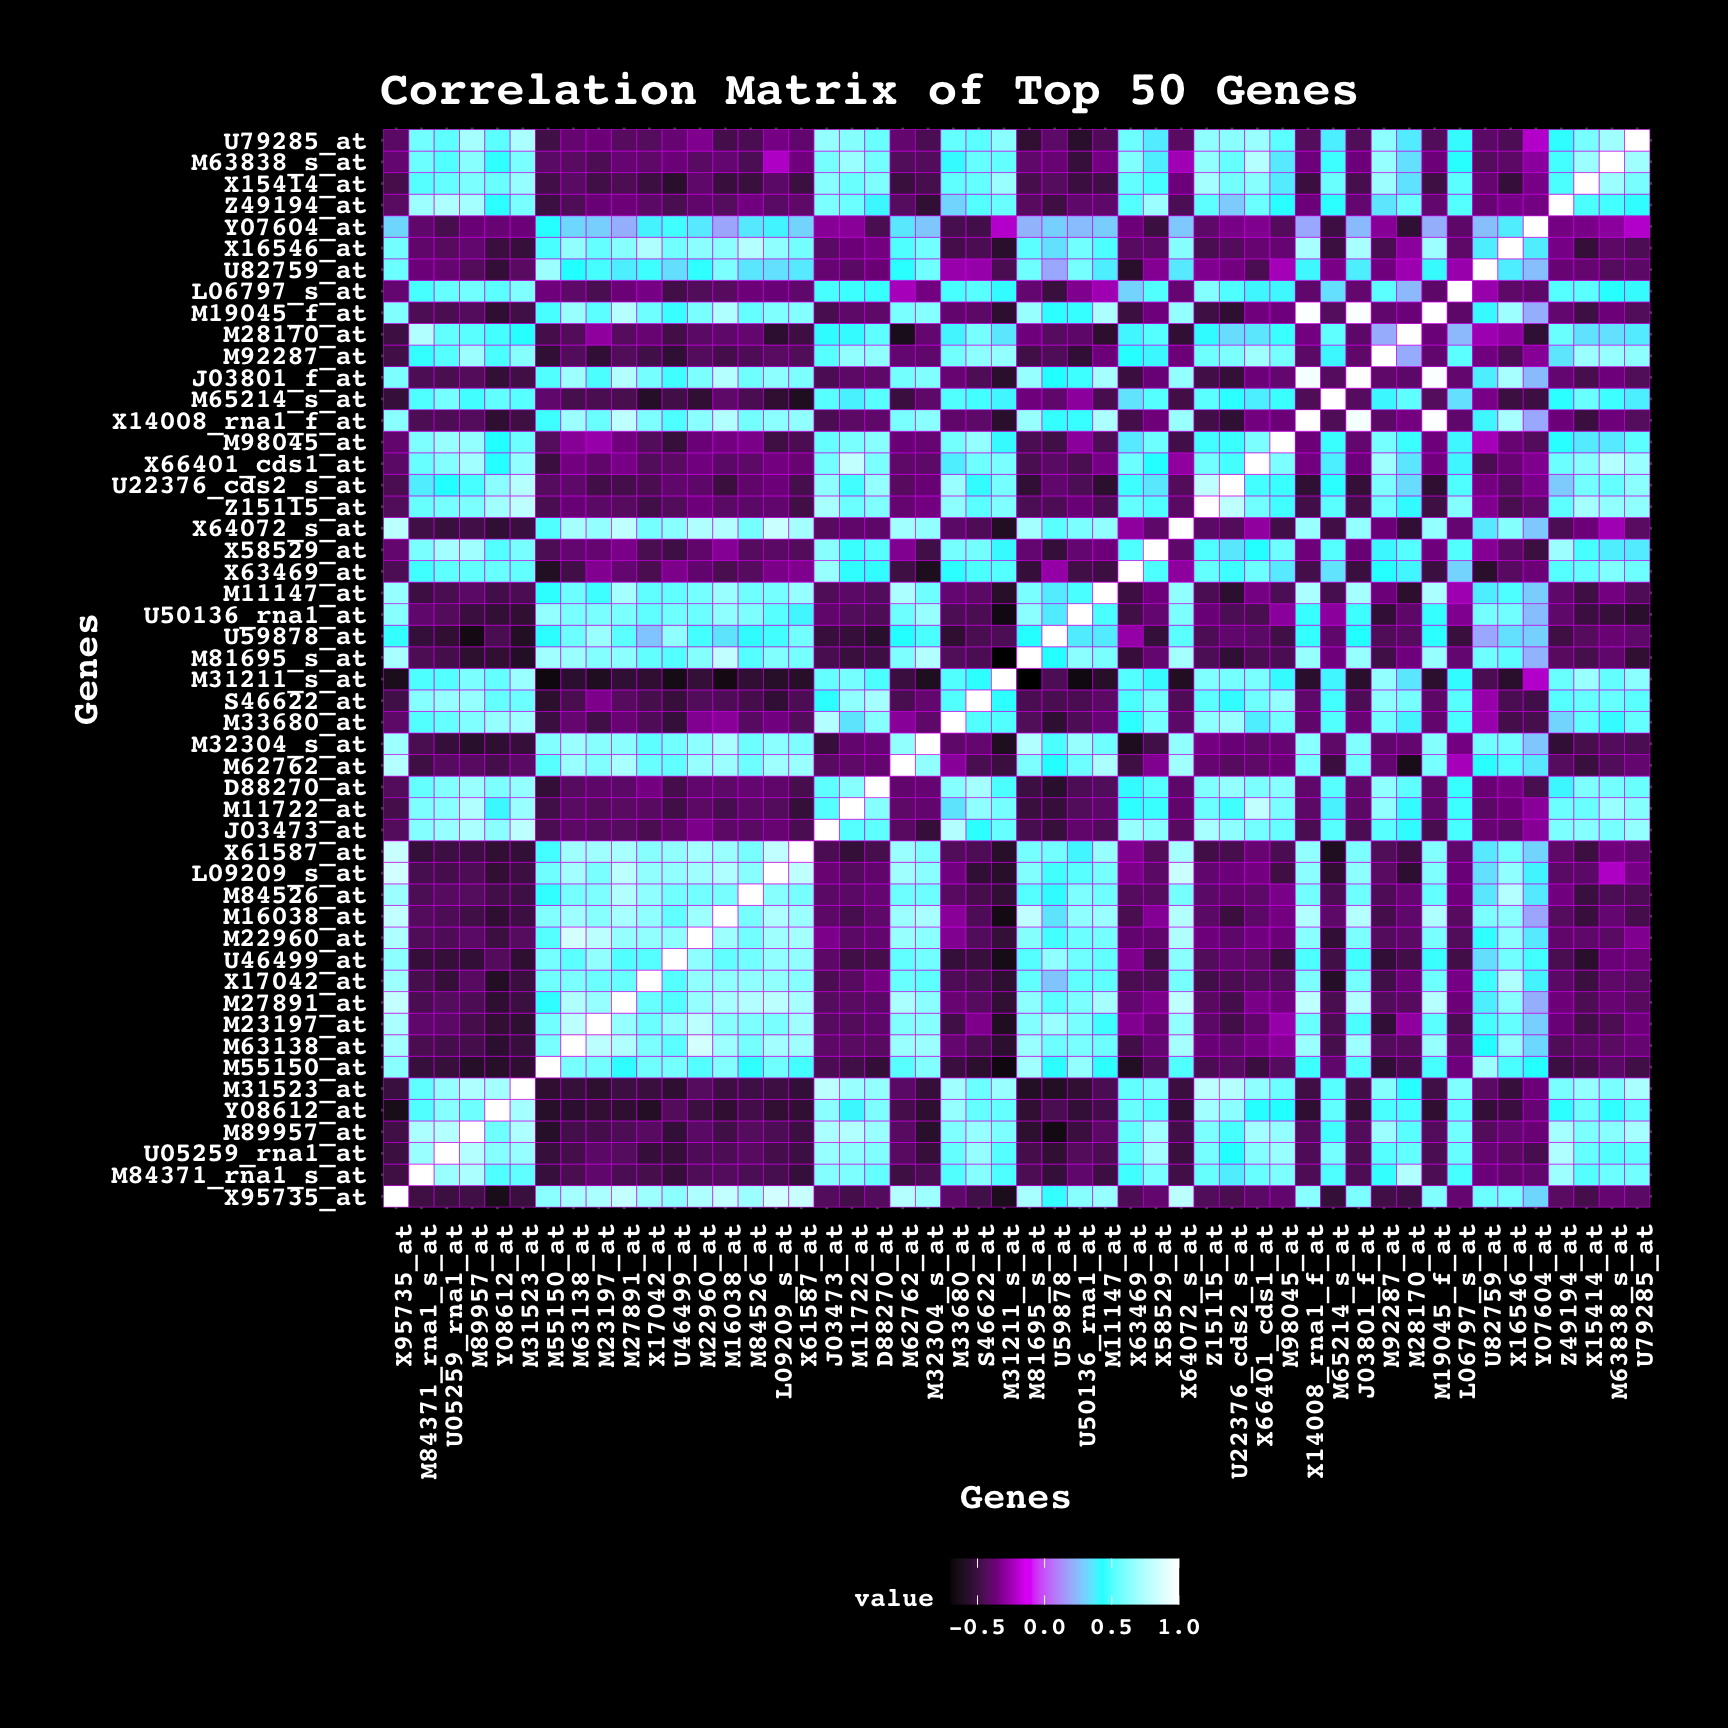 Correlation Matrix of Top 50 Genes
U79285_at
M63838_s_at
X15414_at
Z49194_at
Y07604_at
X16546_at
U82759_at
L06797_s_at
M19045_f_at
M28170_at
M92287_at
J03801_f_at
M65214_s_at
X14008_rna1_f_at
M98045_at
X66401_cds1_at
U22376_cds2_s_at
Z15115_at
X64072_s_at
X58529_at
X63469_at
M11147_at
U50136_rna1_at
U59878_at
M81695_s_at
M31211_s_at
S46622_at
M33680_at
M32304_s_at
M62762_at
D88270_at
M11722_at
J03473_at
X61587_at
L09209_s_at
M84526_at
M16038_at
M22960_at
U46499_at
X17042_at
M27891_at
M23197_at
M63138_at
M55150_at
M31523_at
Y08612_at
M89957_at
U05259_rna1_at
M84371_rna1_s_at
X95735_at
Genes
X95735_at
M84371_rna1_s_at
U05259_rna1_at
M89957_at
Y08612_at
M31523_at
M55150_at
M63138_at
M23197_at
M27891_at
X17042_at
U46499_at
M22960_at
M16038_at
M84526_at
L09209_s_at
X61587_at
J03473_at
M11722_at
D88270_at
M62762_at
M32304_s_at
M33680_at
S46622_at
M31211_s_at
M81695_s_at
U59878_at
U50136_rna1_at
M11147_at
X63469_at
X58529_at
X64072_s_at
Z15115_at
U22376_cds2_s_at
X66401_cds1_at
M98045_at
X14008_rna1_f_at
M65214_s_at
J03801_f_at
M92287_at
M28170_at
M19045_f_at
L06797_s_at
U82759_at
X16546_at
Y07604_at
Z49194_at
X15414_at
M63838_s_at
U79285_at
Genes
value
-0.5 0.0 0.5 1.0